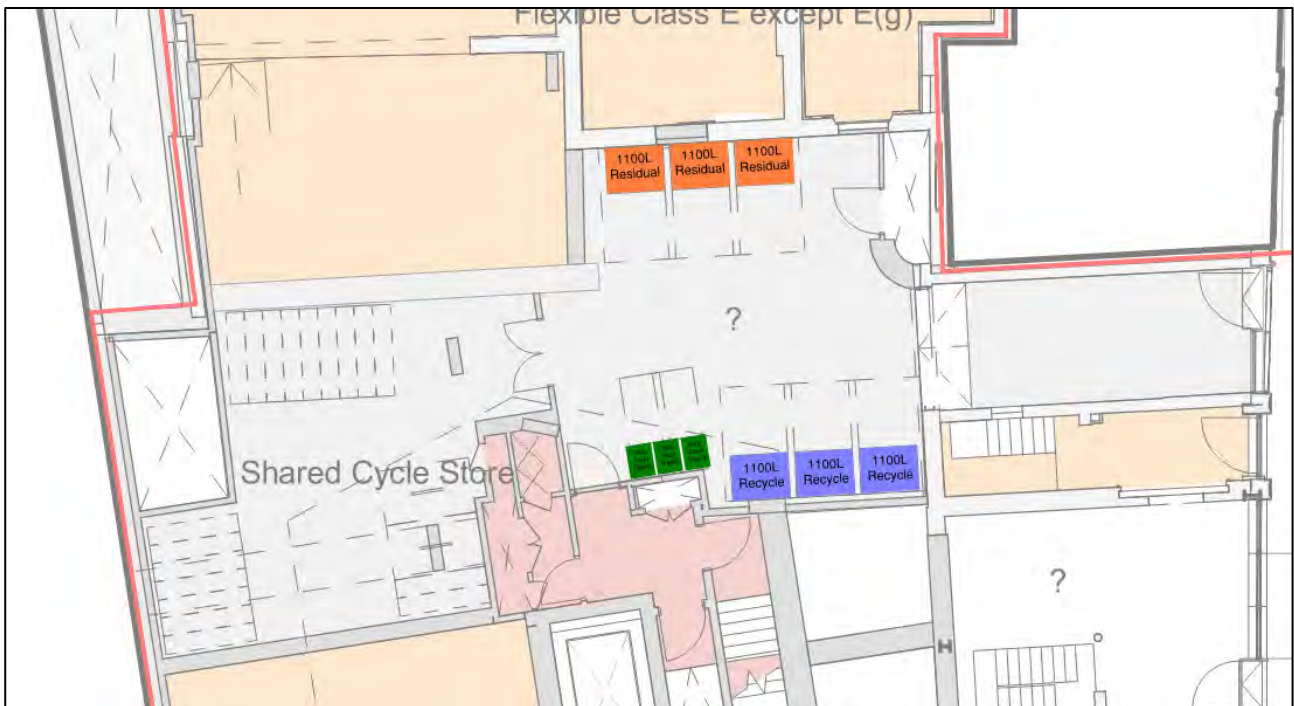 Flexible Class E except E(g)
1100L
Residual
1100L
Residual
1100L
Residual
?
1100L
Recycle
1100L
Recycle
1100L
Recycle
Shared Cycle Store
?